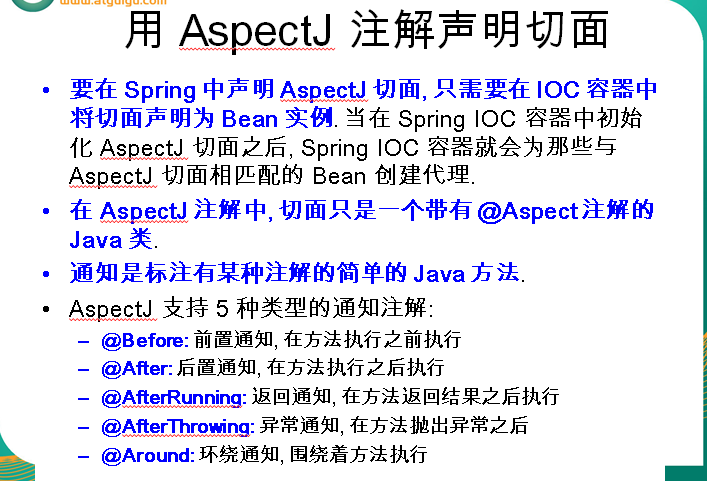 www.atguigu.com
用 AspectJ 注解声明切面
• 要在 Spring 中声明 AspectJ 切面, 只需要在 IOC 容器中
将切面声明为 Bean 实例. 当在 Spring IOC 容器中初始
化 AspectJ 切面之后, Spring IOC 容器就会为那些与
AspectJ 切面相匹配的 Bean 创建代理.
• 在 AspectJ 注解中, 切面只是一个带有 @Aspect 注解的
Java 类.
• 通知是标注有某种注解的简单的 Java 方法.
• AspectJ 支持 5 种类型的通知注解:
– @Before: 前置通知, 在方法执行之前执行
– @After: 后置通知, 在方法执行之后执行
– @AfterRunning: 返回通知, 在方法返回结果之后执行
– @AfterThrowing: 异常通知, 在方法抛出异常之后
– @Around: 环绕通知, 围绕着方法执行